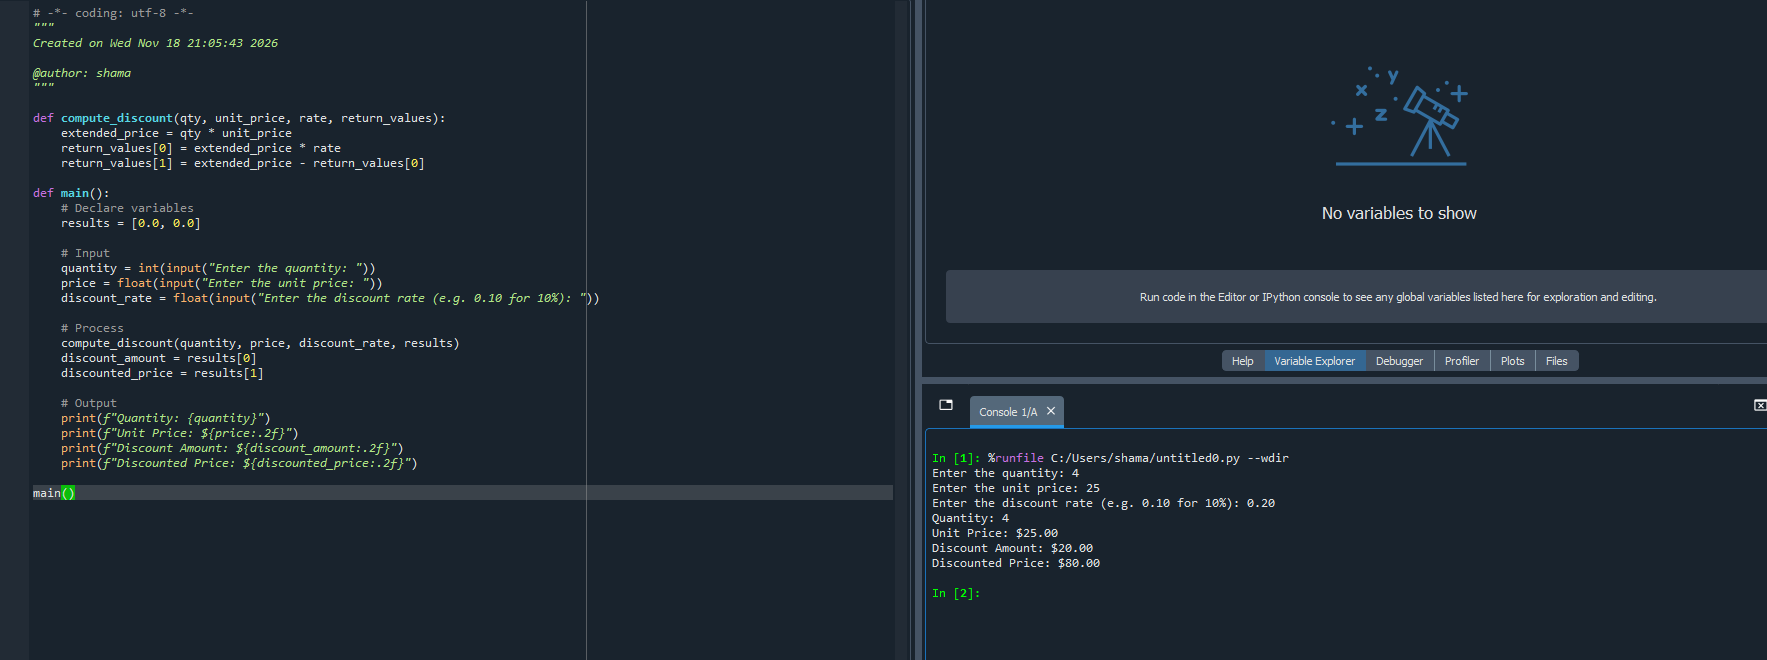 # -*- coding: utf-8 -*-
"""
Created on Wed Nov 18 21:05:43 2026

@author: shama
"""

def compute_discount(qty, unit_price, rate, return_values):
    extended_price = qty * unit_price
    return_values[0] = extended_price * rate
    return_values[1] = extended_price - return_values[0]

def main():
    # Declare variables
    results = [0.0, 0.0]

    # Input
    quantity = int(input("Enter the quantity: "))
    price = float(input("Enter the unit price: "))
    discount_rate = float(input("Enter the discount rate (e.g. 0.10 for 10%): "))

    # Process
    compute_discount(quantity, price, discount_rate, results)
    discount_amount = results[0]
    discounted_price = results[1]

    # Output
    print(f"Quantity: {quantity}")
    print(f"Unit Price: ${price:.2f}")
    print(f"Discount Amount: ${discount_amount:.2f}")
    print(f"Discounted Price: ${discounted_price:.2f}")

main()
x y z
No variables to show
Run code in the Editor or IPython console to see any global variables listed here for exploration and editing.
Help Variable Explorer Debugger Profiler Plots Files
Console 1/A
In [1]: %runfile C:/Users/shama/untitled0.py --wdir
Enter the quantity: 4
Enter the unit price: 25
Enter the discount rate (e.g. 0.10 for 10%): 0.20
Quantity: 4
Unit Price: $25.00
Discount Amount: $20.00
Discounted Price: $80.00

In [2]: